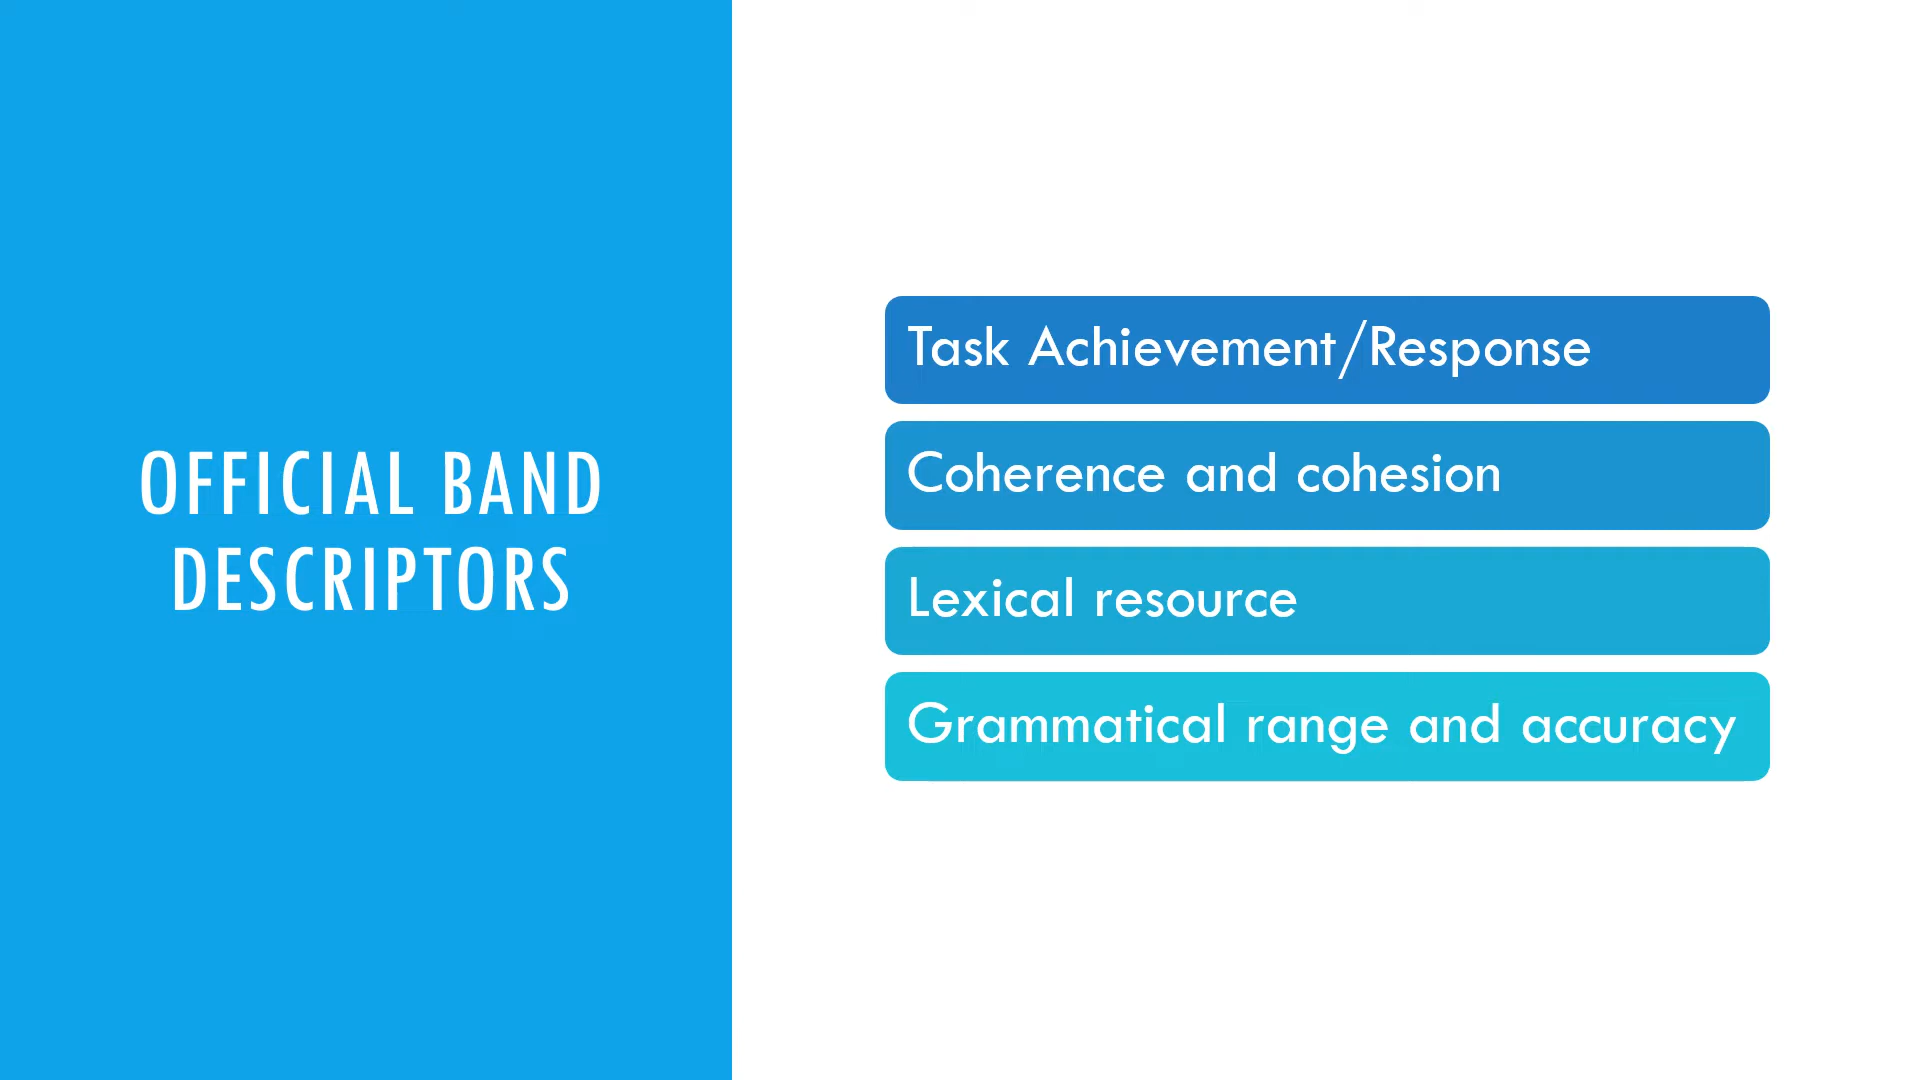 OFFICIAL BAND
DESCRIPTORS
Task Achievement/Response
Coherence and cohesion
Lexical resource
Grammatical range and accuracy